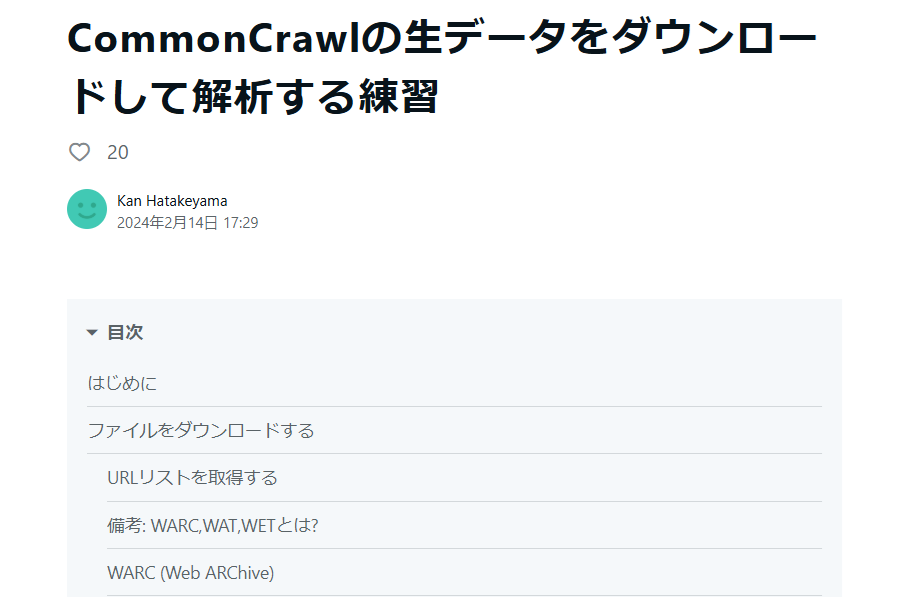 CommonCrawlの生データをダウンロー
ドして解析する練習
20
Kan Hatakeyama
2024年2月14日 17:29
目次
はじめに
ファイルをダウンロードする
URLリストを取得する
備考: WARC,WAT,WETとは?
WARC (Web ARChive)